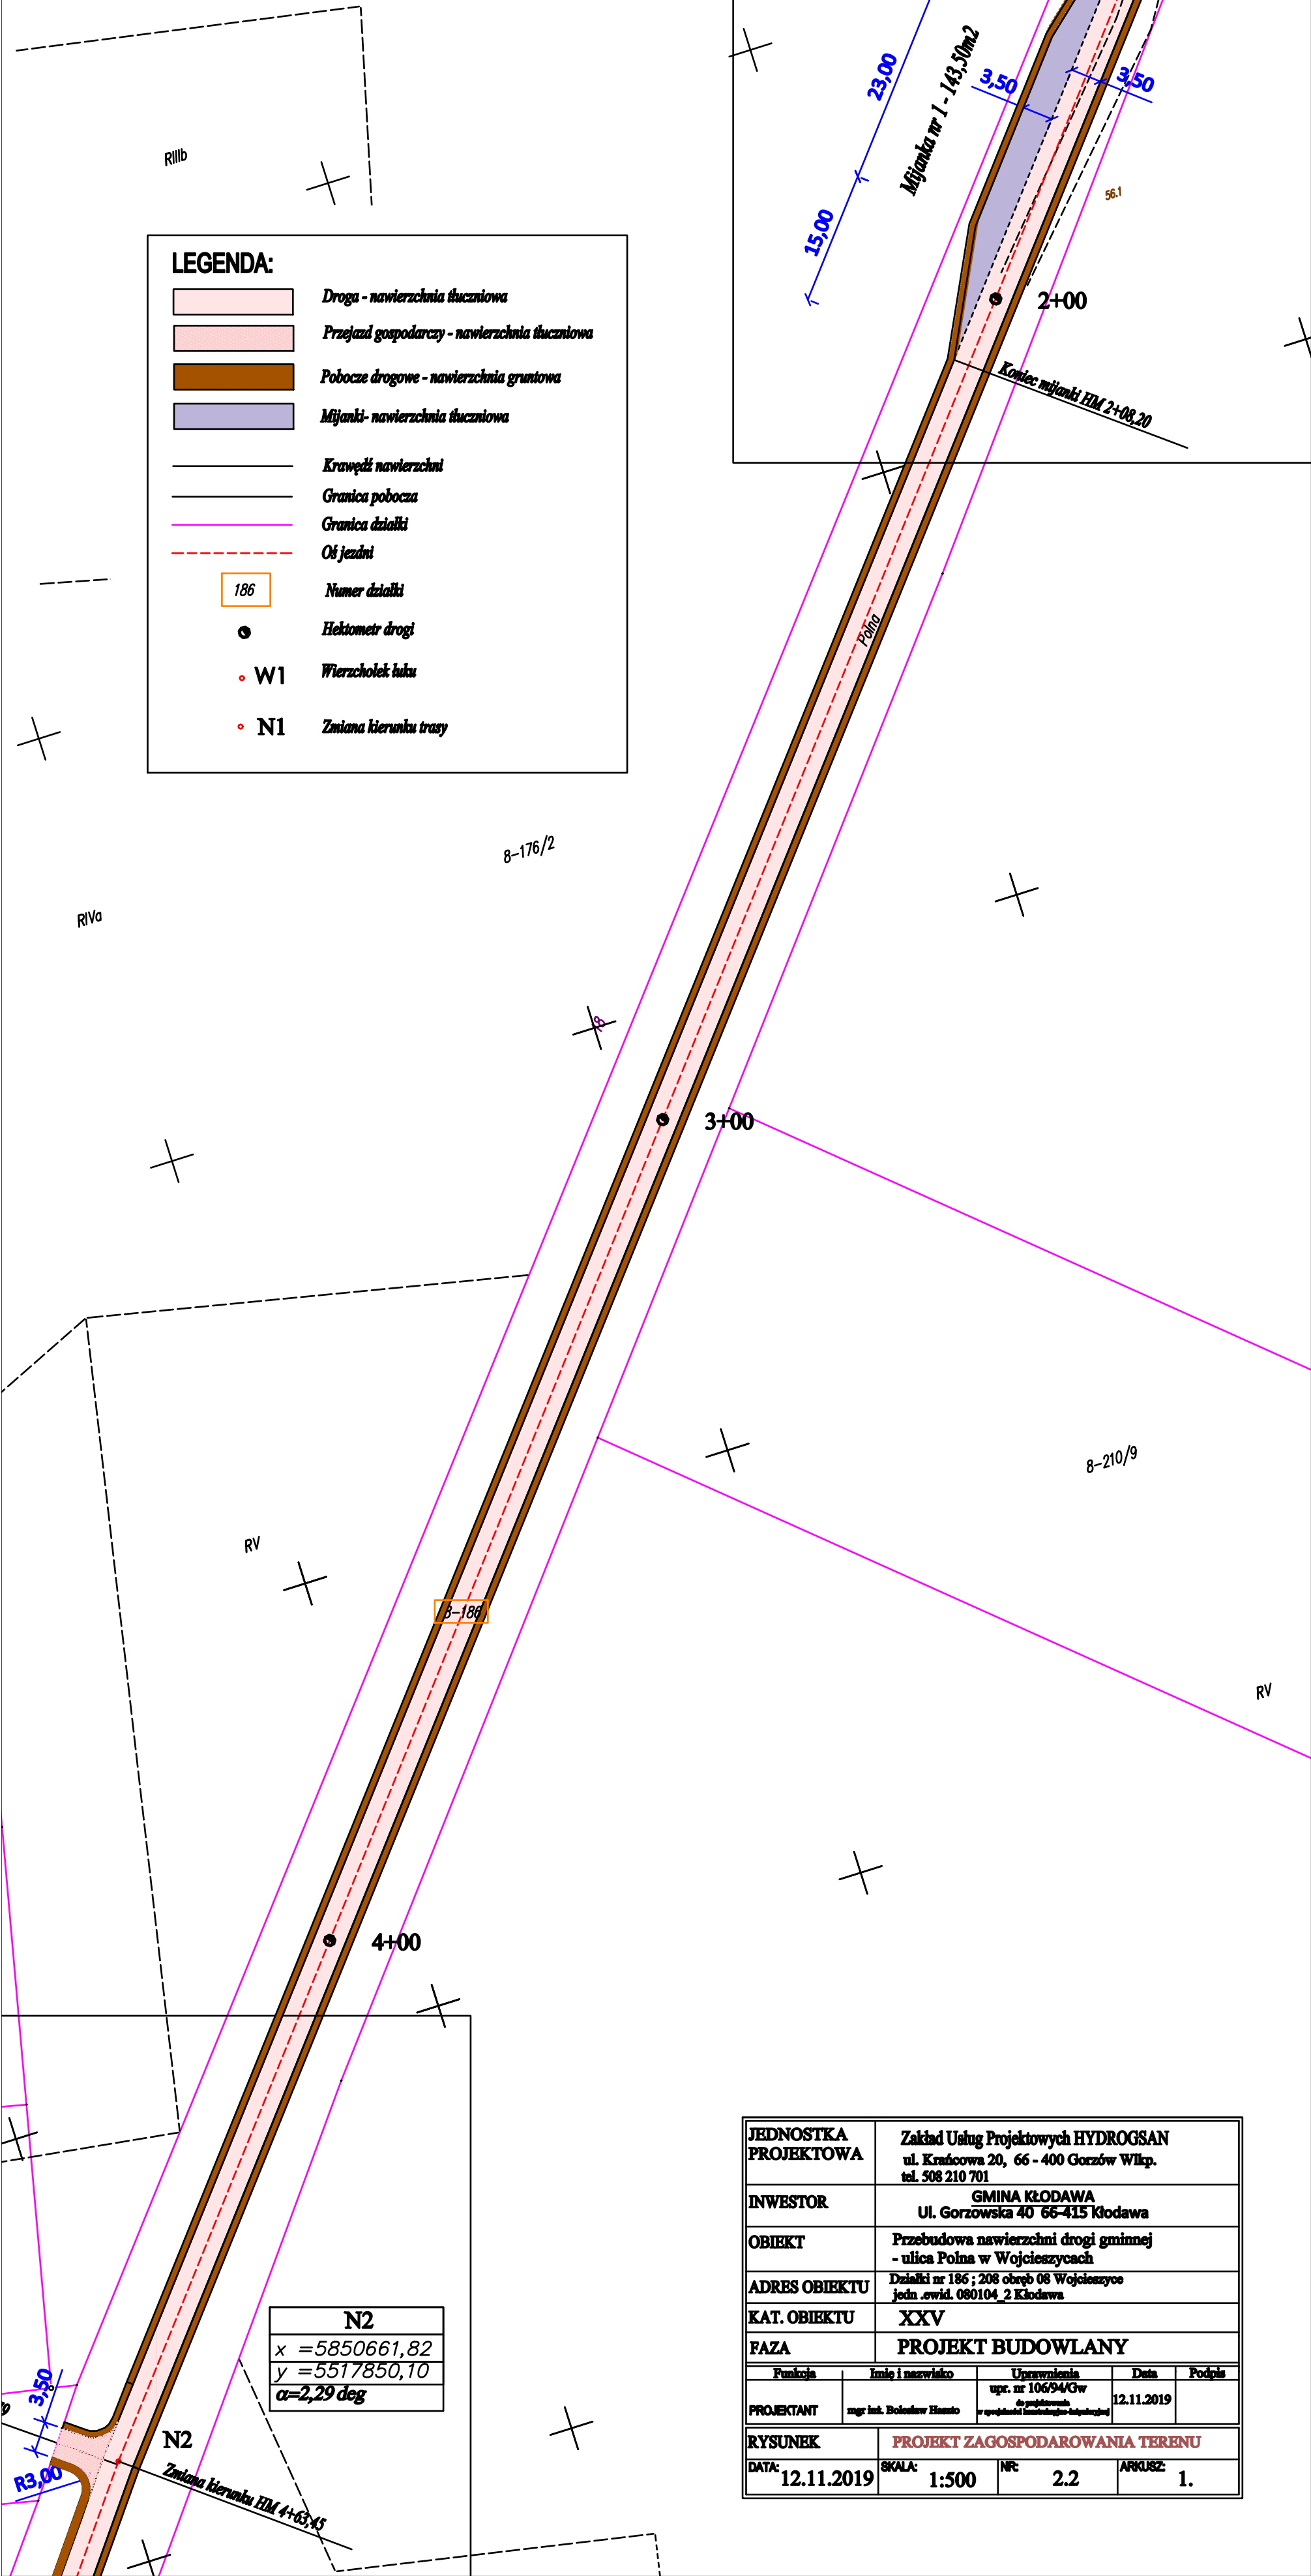 RIIIb
23,00
Mijanka nr 1 - 143,50m2
3,50
3,50
56.1
15,00
2+00
Koniec mijanki HM 2+08,20
LEGENDA:
Droga - nawierzchnia tłuczniowa
Przejazd gospodarczy - nawierzchnia tłuczniowa
Pobocze drogowe - nawierzchnia gruntowa
Mijanki- nawierzchnia tłuczniowa
Krawędź nawierzchni
Granica pobocza
Granica działki
Oś jezdni
186 Numer działki
Hektometr drogi
W1 Wierzchołek łuku
N1 Zmiana kierunku trasy
Polna
8-176/2
RIVa
3+00
8-210/9
RV
8-186
RV
4+00
N2
x =5850661,82
y =5517850,10
α=2,29 deg
3,50
N2
R3,00
Zmiana kierunku HM 4+63,45
JEDNOSTKA
PROJEKTOWA
Zakład Usług Projektowych HYDROGSAN
ul. Krańcowa 20, 66 - 400 Gorzów Wlkp.
tel. 508 210 701
INWESTOR
GMINA KŁODAWA
Ul. Gorzowska 40 66-415 Kłodawa
OBIEKT
Przebudowa nawierzchni drogi gminnej
- ulica Polna w Wojcieszycach
ADRES OBIEKTU
Działki nr 186 ; 208 obręb 08 Wojcieszyce
jedn .ewid. 080104_2 Kłodawa
KAT. OBIEKTU XXV
FAZA PROJEKT BUDOWLANY
Funkcja Imię i nazwisko Uprawnienia Data Podpis
PROJEKTANT mgr inż. Bolesław upr. nr 106/94/Gw 12.11.2019
do projektowania
RYSUNEK PROJEKT ZAGOSPODAROWANIA TERENU
DATA: 12.11.2019 SKALA: 1:500 NR: 2.2 ARKUSZ: 1.